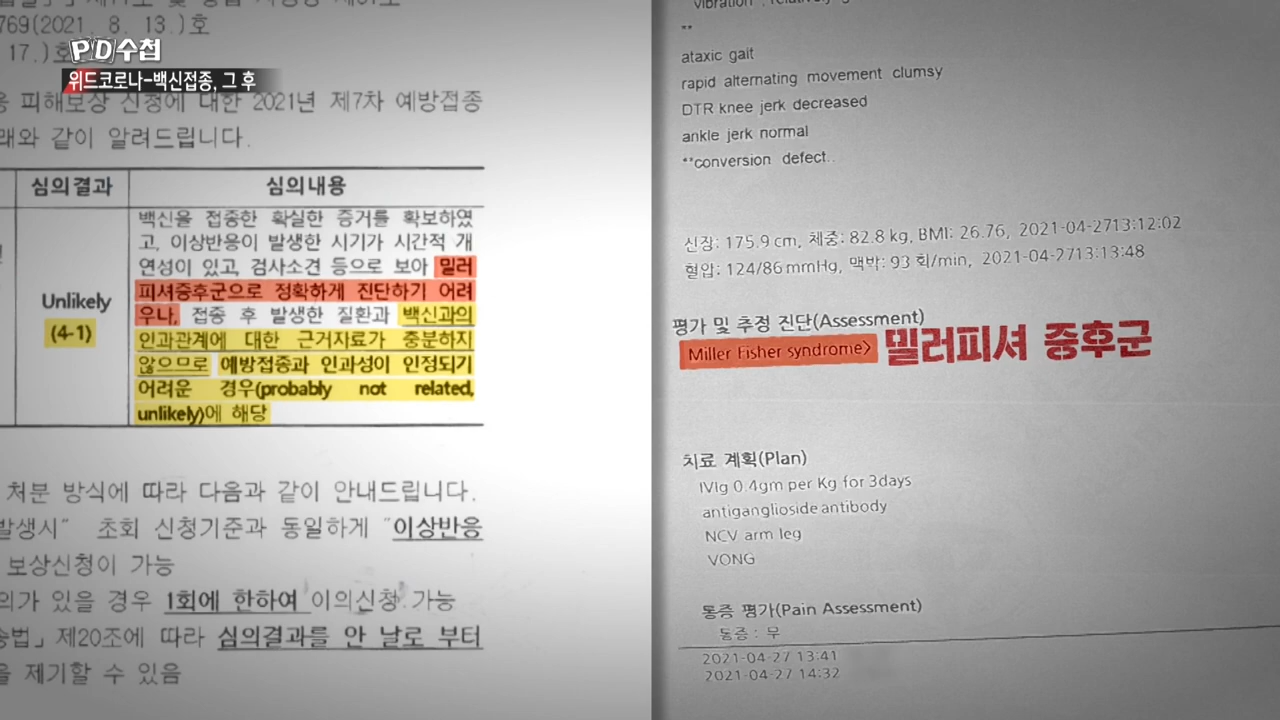 769(2021. 8. 13.)호
17.)호
PD수첩
위드코로나-백신접종, 그 후
피해보상 신청에 대한 2021년 제7차 예방접종
같이 알려드립니다.
심의결과
심의내용
Unlikely
(4-1)
백신을 접종한 확실한 증거를 확보하였
고, 이상반응이 발생한 시기가 시간적 개
연성이 있고, 검사소견 등으로 보아 밀러
피셔증후군으로 정확하게 진단하기 어려
우나, 접종 후 발생한 질환과 백신과의
인과관계에 대한 근거자료가 충분하지
않으므로 예방접종과 인과성이 인정되기
어려운 경우(probably not related,
unlikely)에 해당
처분 방식에 따라 다음과 같이 안내드립니다.
발생시" 초회 신청기준과 동일하게 "이상반응
보상신청이 가능
의가 있을 경우 1회에 한하여 이의신청 가능
송법」 제20조에 따라 심의결과를 안 날로 부터
을 제기할 수 있음
**
ataxic gait
rapid alternating movement clumsy
DTR knee jerk decreased
ankle jerk normal
**conversion defect..
신장: 175.9 cm, 체중: 82.8 kg, BMI: 26.76, 2021-04-2713:12:02
혈압: 124/86 mmHg, 맥박: 93 회/min, 2021-04-2713:13:48
평가 및 추정 진단(Assessment)
Miller Fisher syndrome> 밀러피셔 증후군
치료 계획(Plan)
IVIg 0.4gm per Kg for 3days
antiganglioside antibody
NCV arm leg
VONG
통증 평가(Pain Assessment)
통증 : 무
2021-04-27 13:41
2021-04-27 14:32